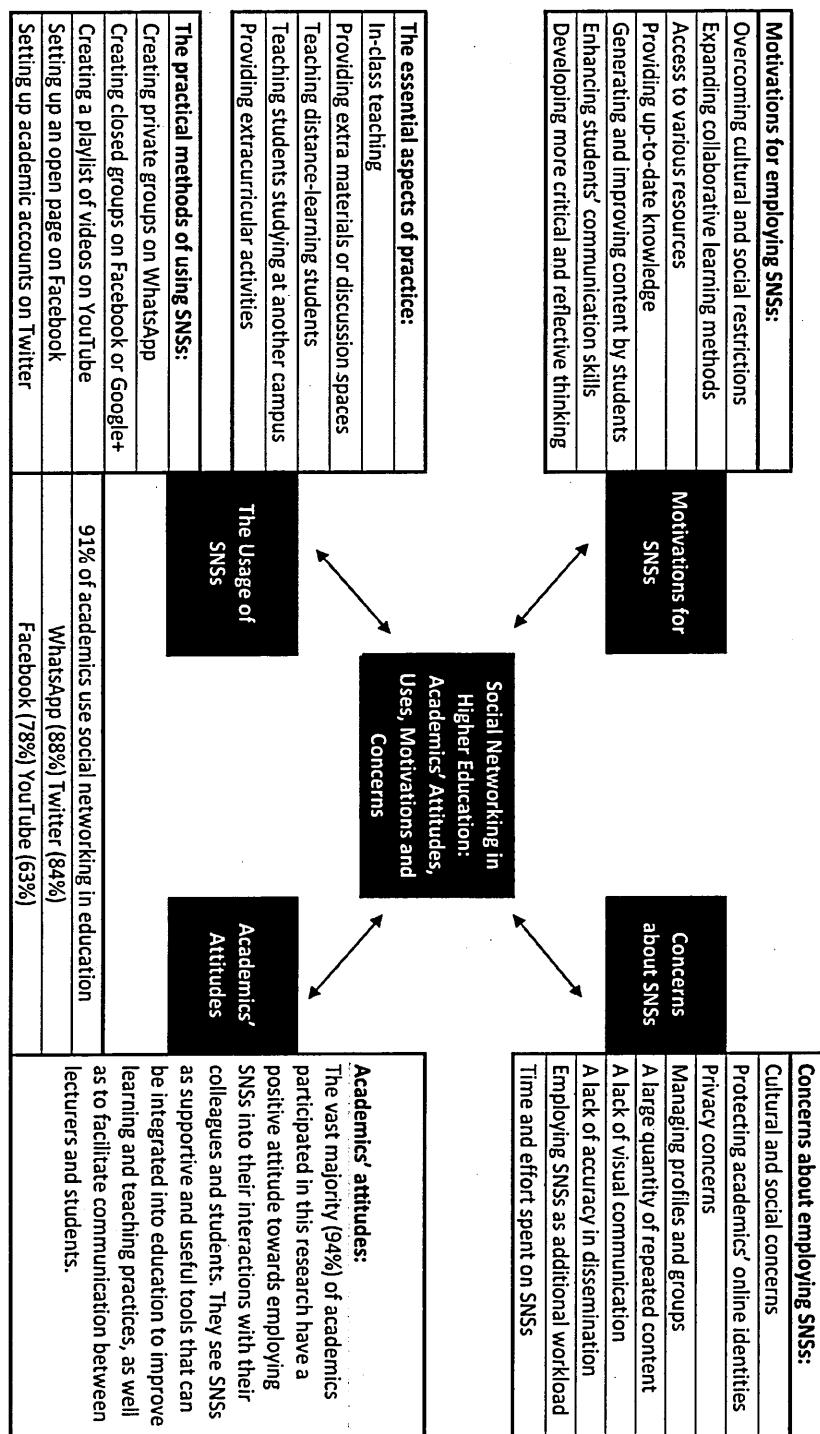 Motivations for employing SNSs:
Overcoming cultural and social restrictions
Expanding collaborative learning methods
Access to various resources
Providing up-to-date knowledge
Generating and improving content by students
Enhancing students' communication skills
Developing more critical and reflective thinking
Motivations for
SNSs
Concerns
about SNSs
Concerns about employing SNSs:
Cultural and social concerns
Protecting academics' online identities
Privacy concerns
Managing profiles and groups
A large quantity of repeated content
A lack of visual communication
A lack of accuracy in dissemination
Employing SNSs as additional workload
Time and effort spent on SNSs
Social Networking in
Higher Education:
Academics' Attitudes,
Uses, Motivations and
Concerns
The essential aspects of practice:
In-class teaching
Providing extra materials or discussion spaces
Teaching distance-learning students
Teaching students studying at another campus
Providing extracurricular activities
The Usage of
SNSs
Academics'
Attitudes
The practical methods of using SNSs:
Creating private groups on WhatsApp
Creating closed groups on Facebook or Google+
Creating a playlist of videos on YouTube
Setting up an open page on Facebook
Setting up academic accounts on Twitter
91% of academics use social networking in education
WhatsApp (88%) Twitter (84%)
Facebook (78%) YouTube (63%)
Academics' attitudes:
The vast majority (94%) of academics
participated in this research have a
positive attitude towards employing
SNSs into their interactions with their
colleagues and students. They see SNSs
as supportive and useful tools that can
be integrated into education to improve
learning and teaching practices, as well
as to facilitate communication between
lecturers and students.